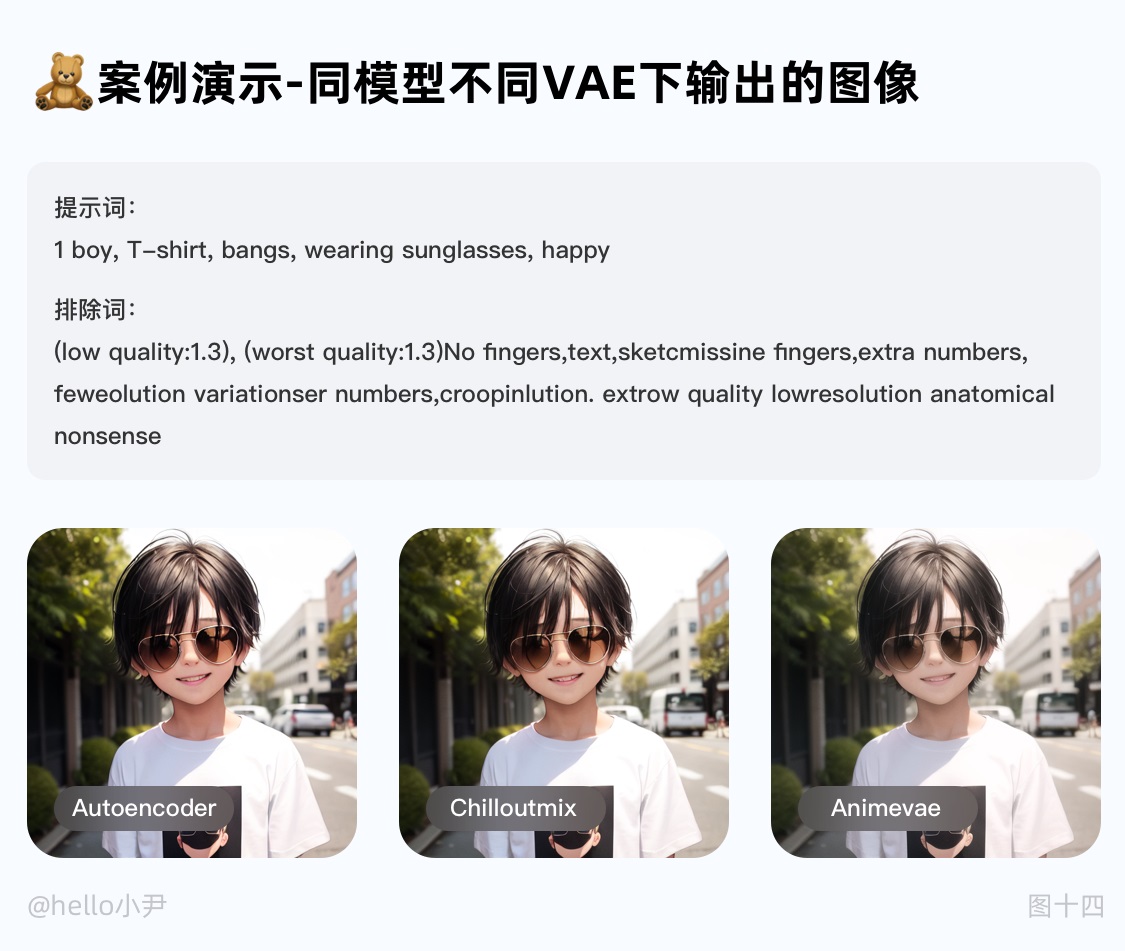 案例演示-同模型不同VAE下输出的图像
提示词：
1 boy, T-shirt, bangs, wearing sunglasses, happy
排除词：
(low quality:1.3), (worst quality:1.3)No fingers,text,sketcmissine fingers,extra numbers,
feweolution variationser numbers,croopinlution. extrow quality lowresolution anatomical
nonsense
Autoencoder
Chilloutmix
Animevae
@hello小尹
图十四